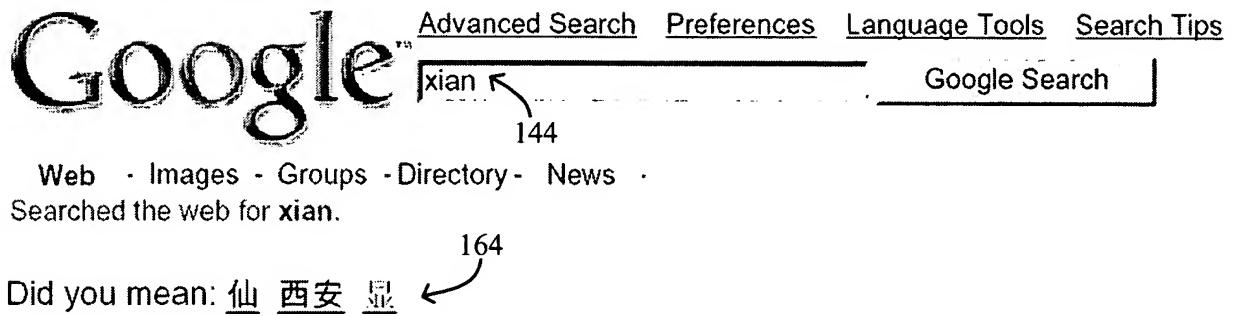 Google™
Advanced Search Preferences Language Tools Search Tips
xian Google Search
144
Web · Images - Groups - Directory - News ·
Searched the web for xian.
164
Did you mean: 仙 西安 显